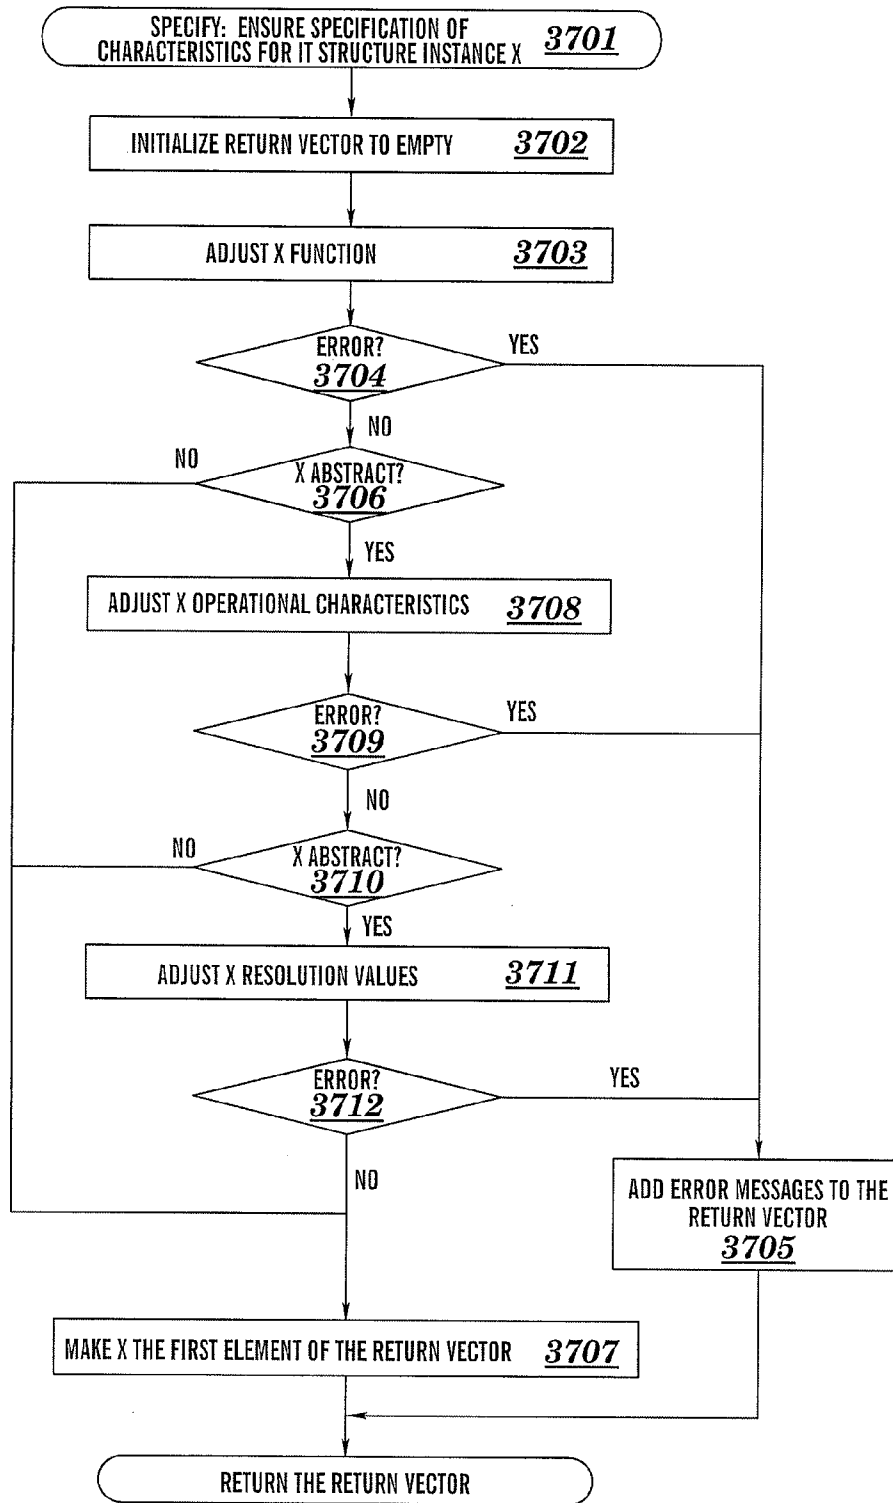 SPECIFY: ENSURE SPECIFICATION OF
CHARACTERISTICS FOR IT STRUCTURE INSTANCE X 3701
INITIALIZE RETURN VECTOR TO EMPTY 3702
ADJUST X FUNCTION 3703
ERROR?
3704
YES
NO
NO
X ABSTRACT?
3706
YES
ADJUST X OPERATIONAL CHARACTERISTICS 3708
ERROR?
3709
YES
NO
NO
X ABSTRACT?
3710
YES
ADJUST X RESOLUTION VALUES 3711
ERROR?
3712
YES
NO
ADD ERROR MESSAGES TO THE
RETURN VECTOR
3705
MAKE X THE FIRST ELEMENT OF THE RETURN VECTOR 3707
RETURN THE RETURN VECTOR